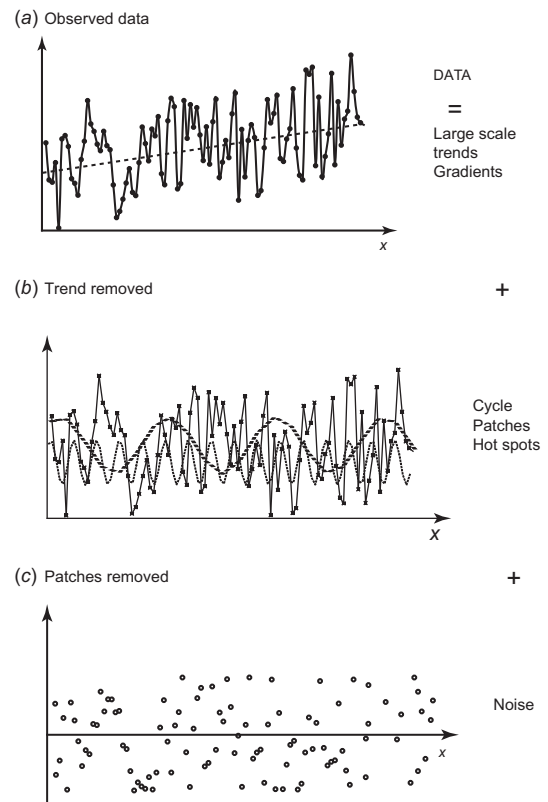 (a) Observed data
DATA
=
Large scale
trends
Gradients
x
(b) Trend removed
+
Cycle
Patches
Hot spots
x
(c) Patches removed
+
Noise
x